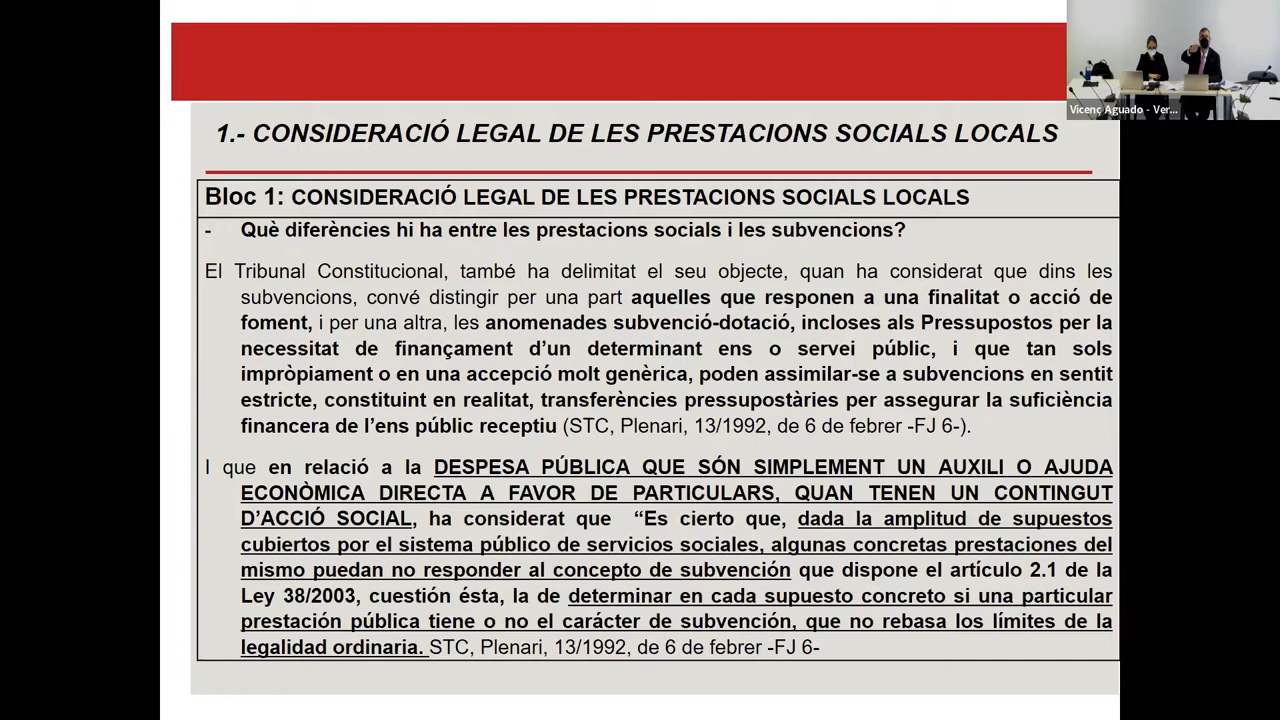 Vicenç Aguado - Ver...
1.- CONSIDERACIÓ LEGAL DE LES PRESTACIONS SOCIALS LOCALS
Bloc 1: CONSIDERACIÓ LEGAL DE LES PRESTACIONS SOCIALS LOCALS
- Què diferències hi ha entre les prestacions socials i les subvencions?
El Tribunal Constitucional, també ha delimitat el seu objecte, quan ha considerat que dins les
subvencions, convé distingir per una part aquelles que responen a una finalitat o acció de
foment, i per una altra, les anomenades subvenció-dotació, incloses als Pressupostos per la
necessitat de finançament d’un determinant ens o servei públic, i que tan sols
impròpiament o en una accepció molt genèrica, poden assimilar-se a subvencions en sentit
estricte, constituint en realitat, transferències pressupostàries per assegurar la suficiència
financera de l’ens públic receptiu (STC, Plenari, 13/1992, de 6 de febrer -FJ 6-).
I que en relació a la DESPESA PÚBLICA QUE SÓN SIMPLEMENT UN AUXILI O AJUDA
ECONÒMICA DIRECTA A FAVOR DE PARTICULARS, QUAN TENEN UN CONTINGUT
D’ACCIÓ SOCIAL, ha considerat que “Es cierto que, dada la amplitud de supuestos
cubiertos por el sistema público de servicios sociales, algunas concretas prestaciones del
mismo puedan no responder al concepto de subvención que dispone el artículo 2.1 de la
Ley 38/2003, cuestión ésta, la de determinar en cada supuesto concreto si una particular
prestación pública tiene o no el carácter de subvención, que no rebasa los límites de la
legalidad ordinaria. STC, Plenari, 13/1992, de 6 de febrer -FJ 6-